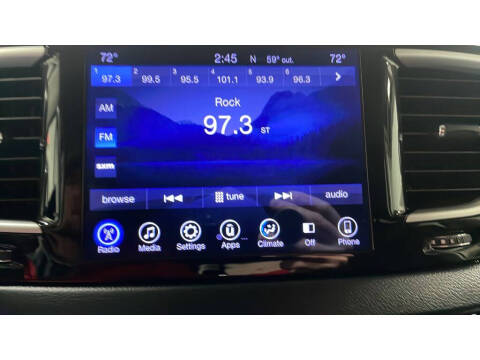 72° 2:45 N 59° out. 72°
1 97.3 2 99.5 3 95.5 4 101.1 5 93.9 6 96.3
AM
Rock
FM
97.3 ST
sxm
browse tune audio
Radio Media Settings Apps Climate Off Phone